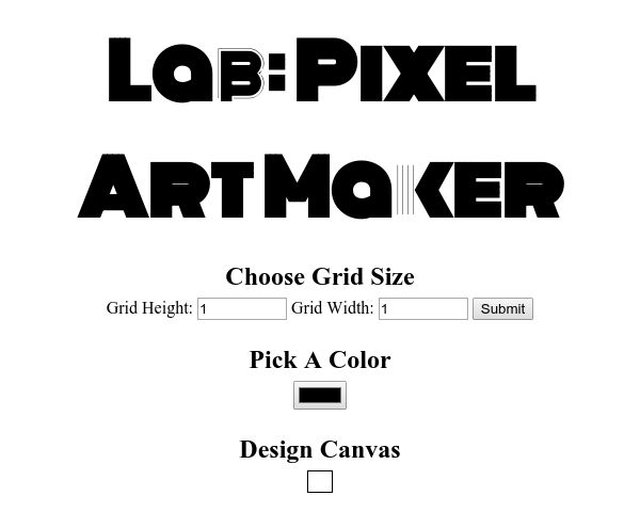 Lab: Pixel
Art Maker
Choose Grid Size
Grid Height: 1 Grid Width: 1 Submit
Pick A Color
Design Canvas